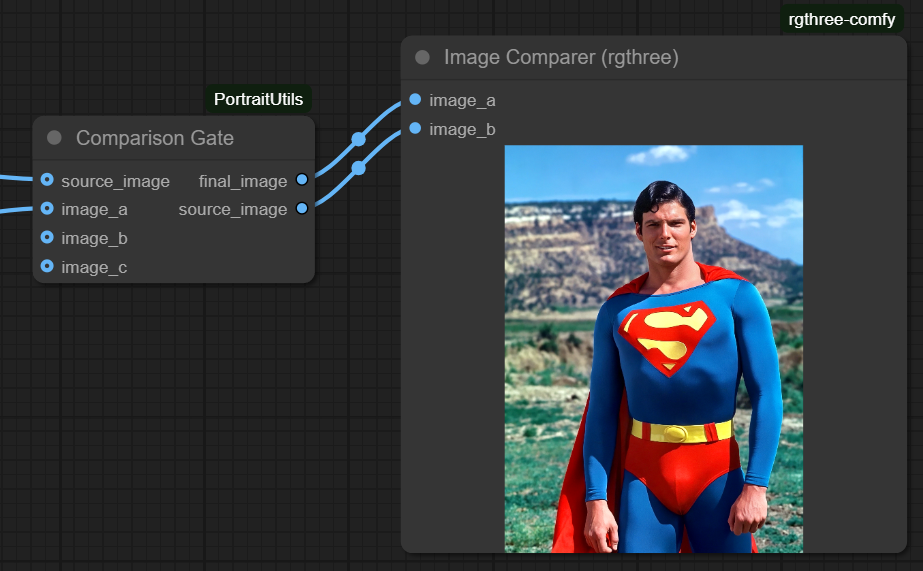 rgthree-comfy
Image Comparer (rgthree)
image_a
image_b
PortraitUtils
Comparison Gate
source_image final_image
image_a source_image
image_b
image_c